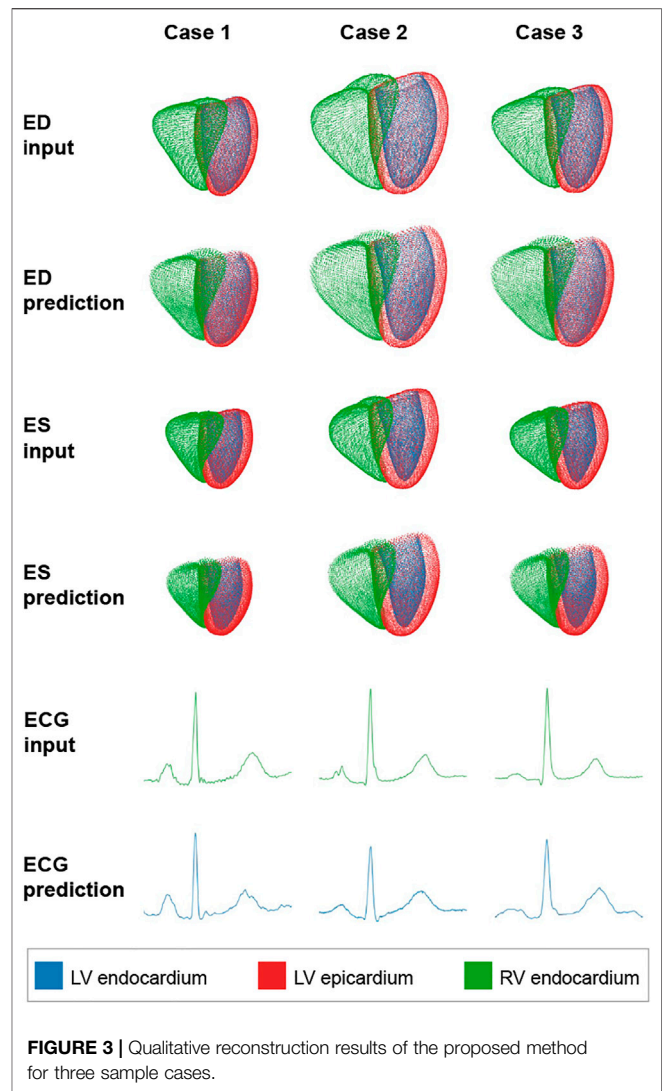 Case 1 Case 2 Case 3
ED
input
ED
prediction
ES
input
ES
prediction
ECG
input
ECG
prediction
LV endocardium LV epicardium RV endocardium
FIGURE 3 | Qualitative reconstruction results of the proposed method
for three sample cases.